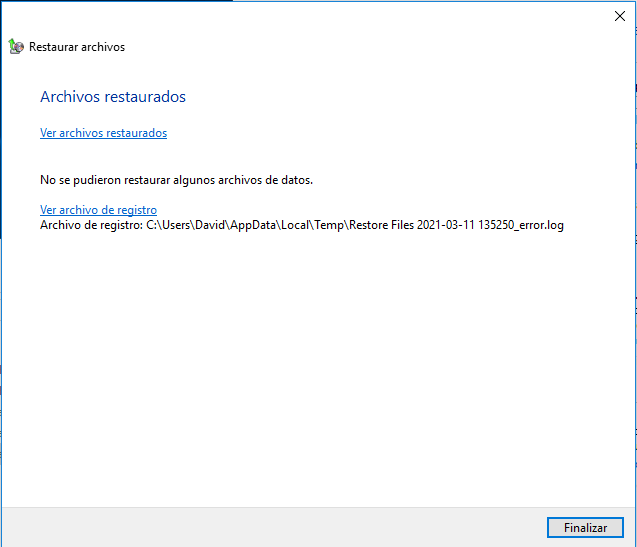 Restaurar archivos
Archivos restaurados
Ver archivos restaurados
No se pudieron restaurar algunos archivos de datos.
Ver archivo de registro
Archivo de registro: C:\Users\David\AppData\Local\Temp\Restore Files 2021-03-11 135250_error.log
Finalizar